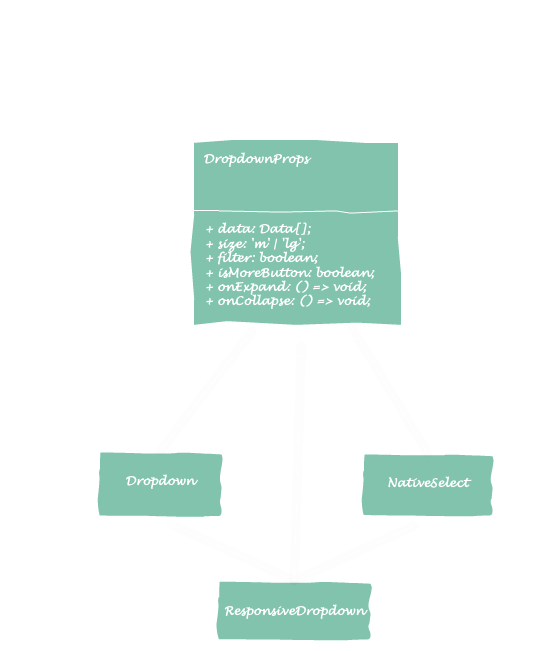 DropdownProps
+ data: Data[];
+ size: 'm' | 'lg';
+ filter: boolean;
+ isMoreButton: boolean;
+ onExpand: () => void;
+ onCollapse: () => void;
Dropdown
NativeSelect
ResponsiveDropdown